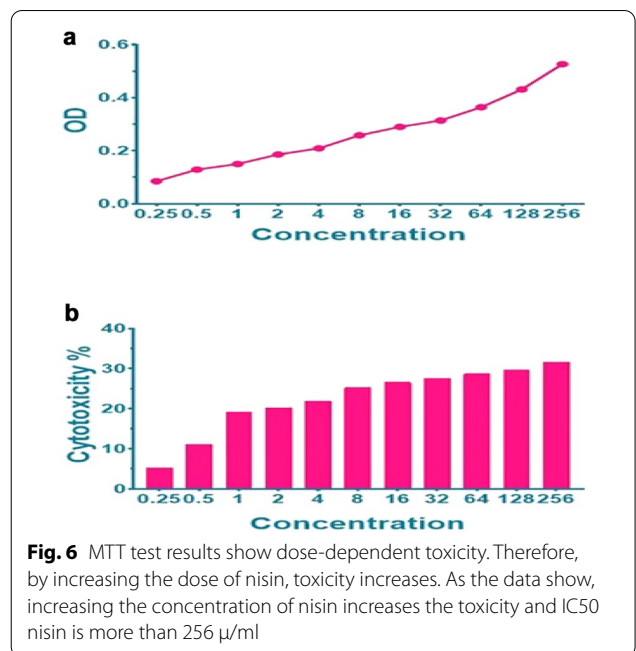 a
0.6
0.4
0.2
0.0
OD
0.25 0.5 1 2 4 8 16 32 64 128 256
Concentration
b
40
30
20
10
0
Cytotoxicity %
0.25 0.5 1 2 4 8 16 32 64 128 256
Concentration
Fig. 6 MTT test results show dose-dependent toxicity. Therefore,
by increasing the dose of nisin, toxicity increases. As the data show,
increasing the concentration of nisin increases the toxicity and IC50
nisin is more than 256 µ/ml